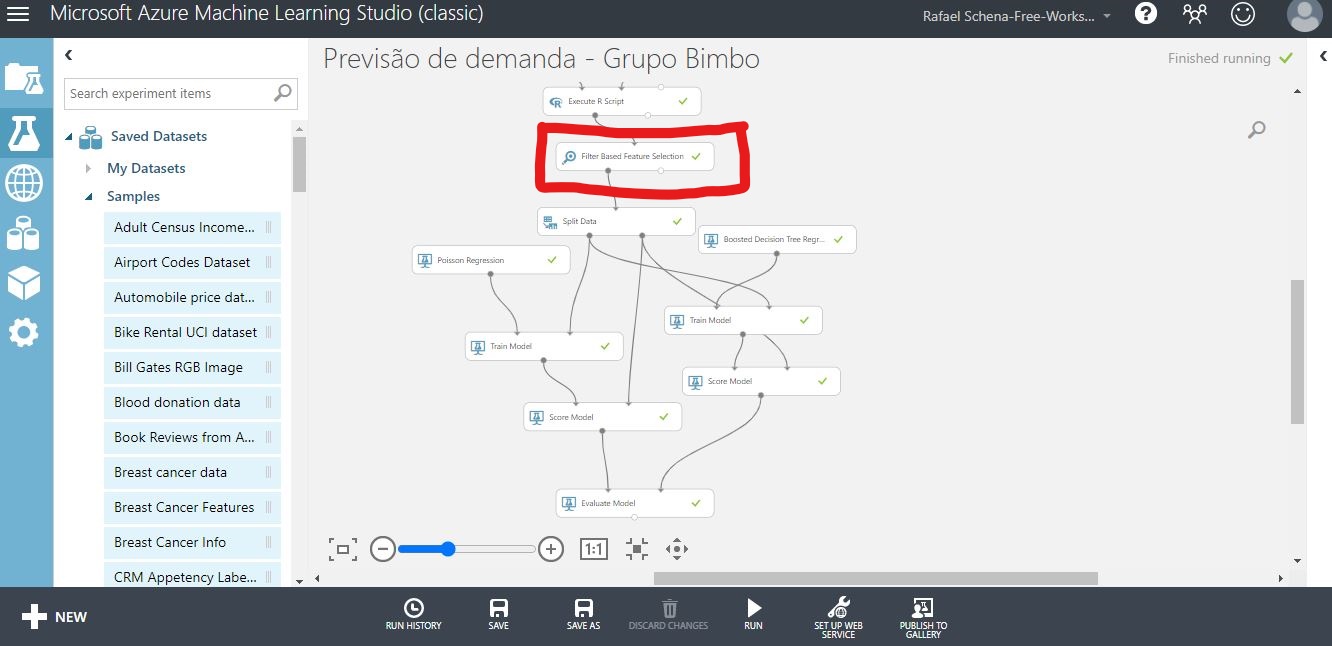 Microsoft Azure Machine Learning Studio (classic)
Rafael Schena-Free-Works...
Search experiment items
Saved Datasets
My Datasets
Samples
Adult Census Income...
Airport Codes Dataset
Automobile price dat...
Bike Rental UCI dataset
Bill Gates RGB Image
Blood donation data
Book Reviews from A...
Breast cancer data
Breast Cancer Features
Breast Cancer Info
CRM Appetency Labe...
Previsão de demanda - Grupo Bimbo
Finished running
Execute R Script
Filter Based Feature Selection
Split Data
Boosted Decision Tree Regr...
Poisson Regression
Train Model
Train Model
Score Model
Score Model
Evaluate Model
1:1
NEW
RUN HISTORY
SAVE
SAVE AS
DISCARD CHANGES
RUN
SET UP WEB
SERVICE
PUBLISH TO
GALLERY